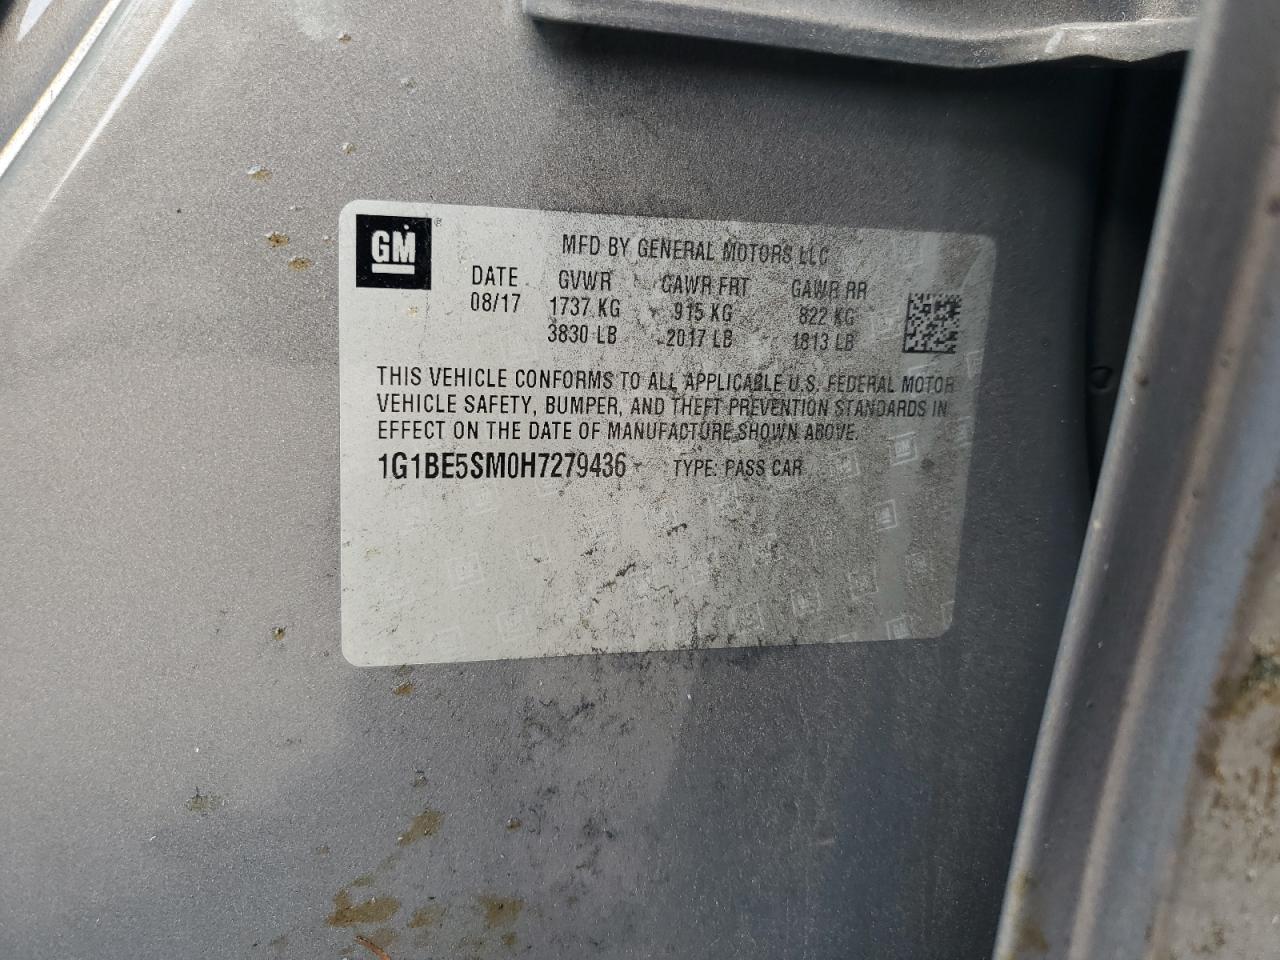 GM
MFD BY GENERAL MOTORS LLC
DATE GVWR GAWR FRT GAWR RR
08/17 1737 KG 915 KG 822 KG
3830 LB 2017 LB 1813 LB
THIS VEHICLE CONFORMS TO ALL APPLICABLE U.S. FEDERAL MOTOR
VEHICLE SAFETY, BUMPER, AND THEFT PREVENTION STANDARDS IN
EFFECT ON THE DATE OF MANUFACTURE SHOWN ABOVE.
1G1BE5SM0H7279436 TYPE: PASS CAR